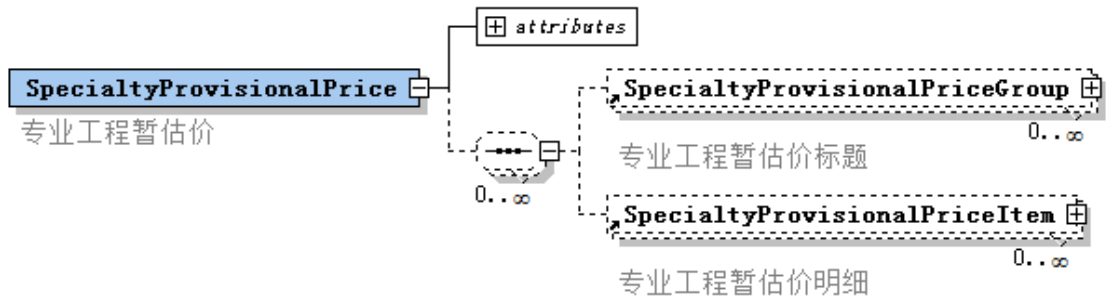 attributes
SpecialtyProvisionalPrice
专业工程暂估价
SpecialtyProvisionalPriceGroup
0..∞
专业工程暂估价标题
0..∞
SpecialtyProvisionalPriceItem
0..∞
专业工程暂估价明细